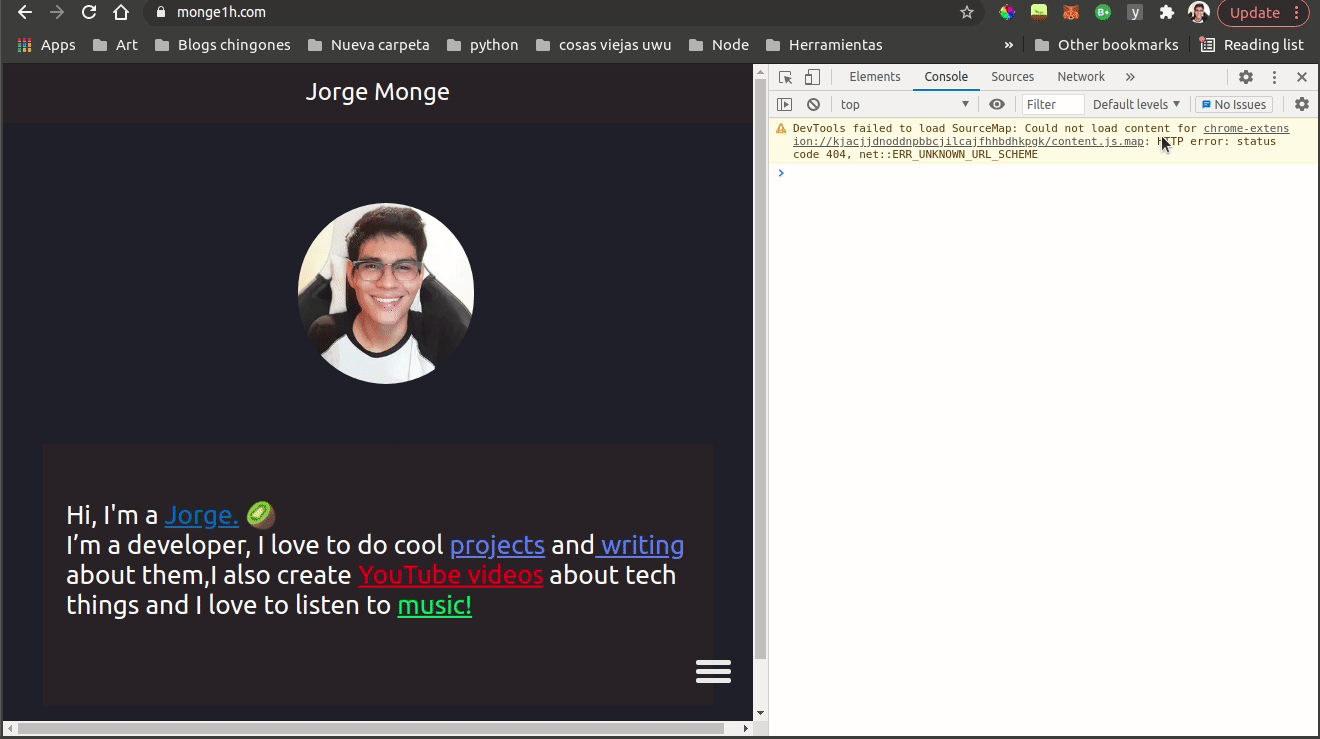 monge1h.com
B+
y
Update
Apps
Art
Blogs chingones
Nueva carpeta
python
cosas viejas uwu
Node
Herramientas
»
Other bookmarks
Reading list
Jorge Monge
Hi, I'm a Jorge. 🥝
I’m a developer, I love to do cool projects and writing
about them,I also create YouTube videos about tech
things and I love to listen to music!
Elements
Console
Sources
Network
»
top
Filter
Default levels
No Issues
DevTools failed to load SourceMap: Could not load content for chrome-extens
ion://kjacjjdnoddnpbbcjilcajfhhbdhkpgk/content.js.map: HTTP error: status
code 404, net::ERR_UNKNOWN_URL_SCHEME